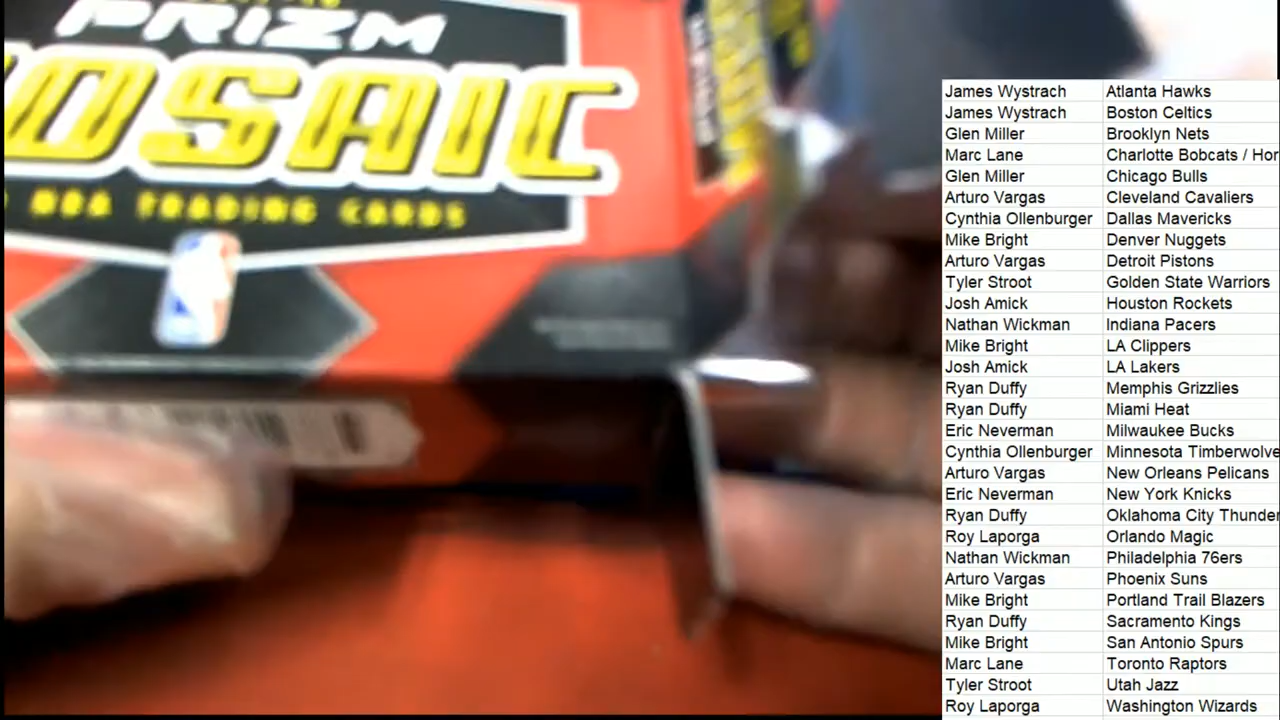 PRIZM
OSAIC
NBA TRADING CARDS
James Wystrach Atlanta Hawks
James Wystrach Boston Celtics
Glen Miller Brooklyn Nets
Marc Lane Charlotte Bobcats / Hor
Glen Miller Chicago Bulls
Arturo Vargas Cleveland Cavaliers
Cynthia Ollenburger Dallas Mavericks
Mike Bright Denver Nuggets
Arturo Vargas Detroit Pistons
Tyler Stroot Golden State Warriors
Josh Amick Houston Rockets
Nathan Wickman Indiana Pacers
Mike Bright LA Clippers
Josh Amick LA Lakers
Ryan Duffy Memphis Grizzlies
Ryan Duffy Miami Heat
Eric Neverman Milwaukee Bucks
Cynthia Ollenburger Minnesota Timberwolve
Arturo Vargas New Orleans Pelicans
Eric Neverman New York Knicks
Ryan Duffy Oklahoma City Thunder
Roy Laporga Orlando Magic
Nathan Wickman Philadelphia 76ers
Arturo Vargas Phoenix Suns
Mike Bright Portland Trail Blazers
Ryan Duffy Sacramento Kings
Mike Bright San Antonio Spurs
Marc Lane Toronto Raptors
Tyler Stroot Utah Jazz
Roy Laporga Washington Wizards